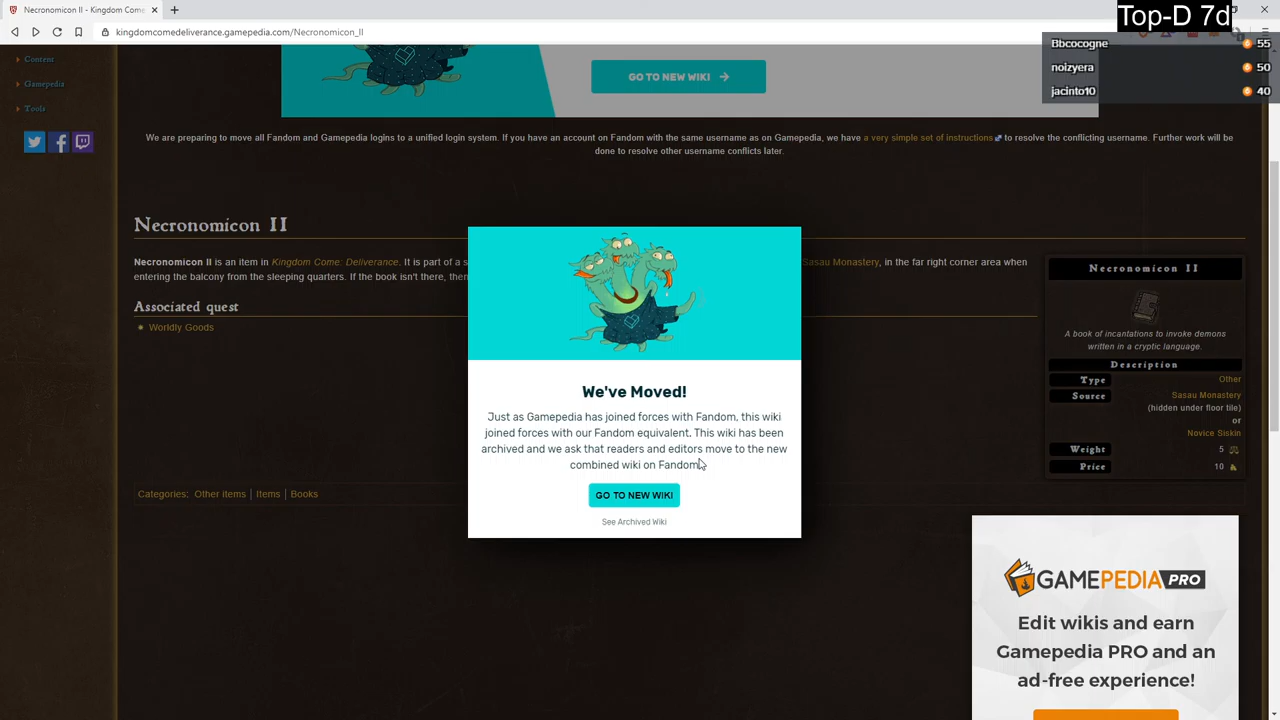 Necronomicon II - Kingdom Come
Top-D 7d
kingdomcomedeliverance.gamepedia.com/Necronomicon_II
Bbcocogne 55
noizyera 50
jacinto10 40
Content
Gamepedia
Tools
GO TO NEW WIKI
We are preparing to move all Fandom and Gamepedia logins to a unified login system. If you have an account on Fandom with the same username as on Gamepedia, we have a very simple set of instructions to resolve the conflicting username. Further work will be
done to resolve other username conflicts later.
Necronomicon II
Necronomicon II is an item in Kingdom Come: Deliverance. It is part of a s
Sasau Monastery, in the far right corner area when
entering the balcony from the sleeping quarters. If the book isn't there, then
Associated quest
Worldly Goods
Categories: Other items | Items | Books
We've Moved!
Just as Gamepedia has joined forces with Fandom, this wiki
joined forces with our Fandom equivalent. This wiki has been
archived and we ask that readers and editors move to the new
combined wiki on Fandom
GO TO NEW WIKI
See Archived Wiki
Necronomicon II
A book of incantations to invoke demons
written in a cryptic language.
Description
Type Other
Source Sasau Monastery
(hidden under floor tile)
or
Novice Siskin
Weight 5
Price 10
GAMEPEDIA PRO
Edit wikis and earn
Gamepedia PRO and an
ad-free experience!